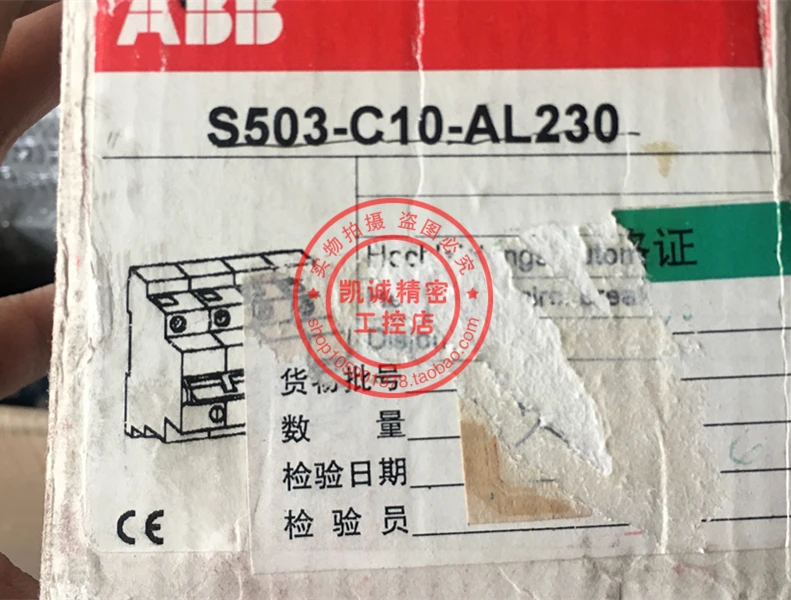 ABB
S503-C10-AL230
格证
实物拍摄 盗图必究
凯诚精密
工控店
货物批号
数 量
检验日期
检 验 员
CE